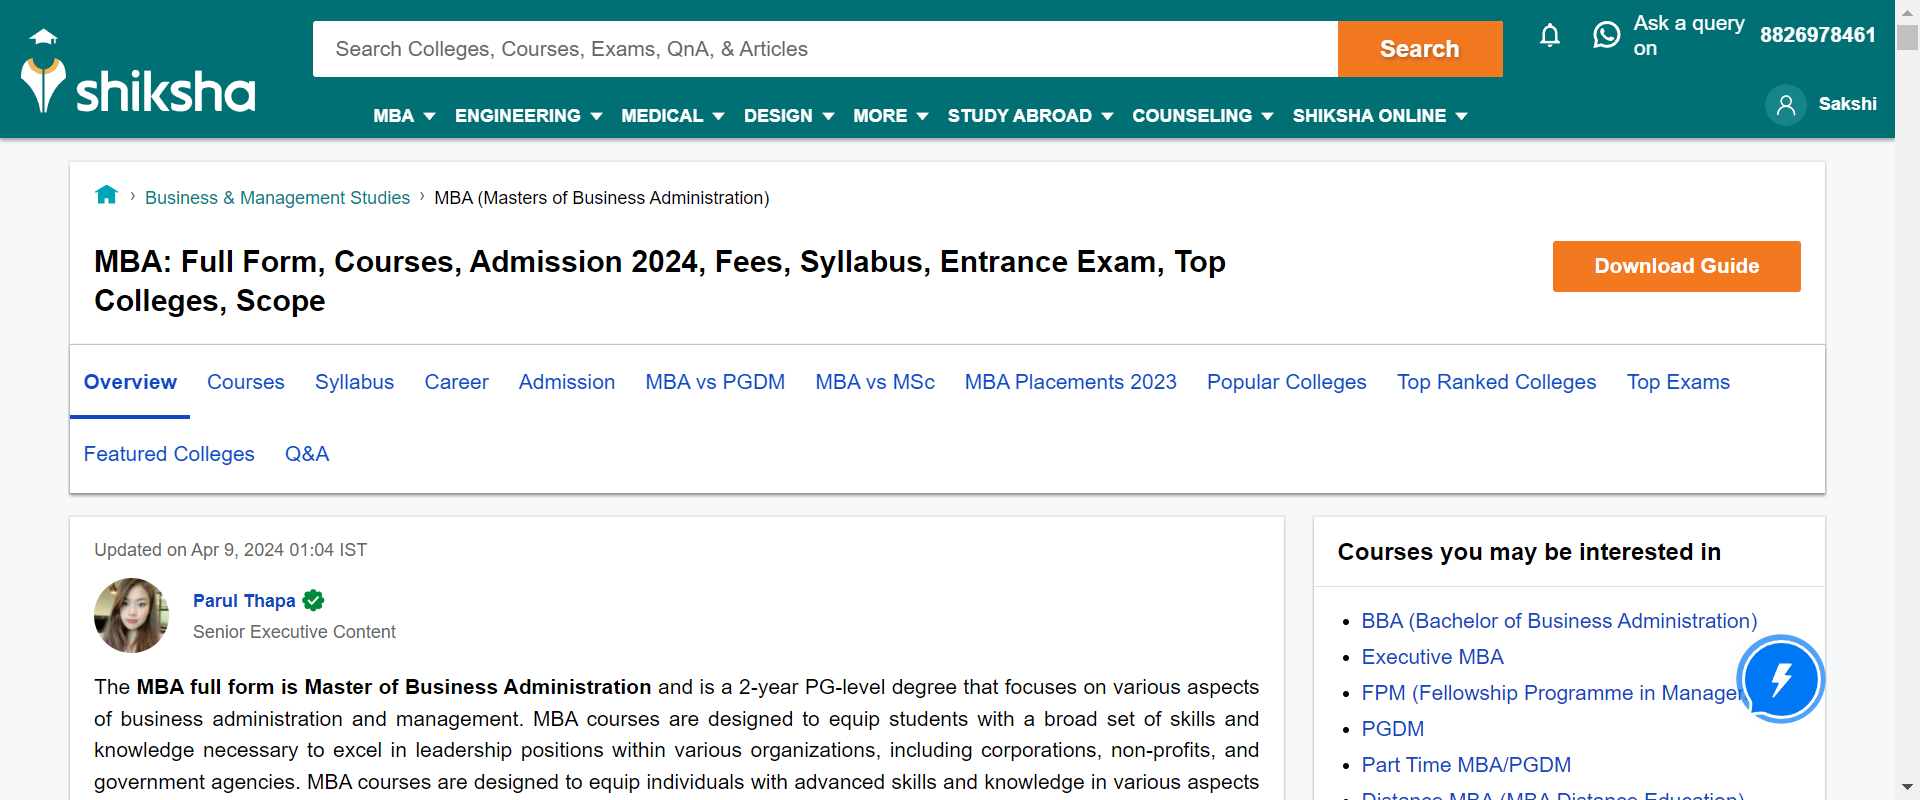 shiksha
Search Colleges, Courses, Exams, QnA, & Articles
Search
Ask a query
on
8826978461
MBA
ENGINEERING
MEDICAL
DESIGN
MORE
STUDY ABROAD
COUNSELING
SHIKSHA ONLINE
Sakshi
Business & Management Studies › MBA (Masters of Business Administration)
MBA: Full Form, Courses, Admission 2024, Fees, Syllabus, Entrance Exam, Top
Colleges, Scope
Download Guide
Overview Courses Syllabus Career Admission MBA vs PGDM MBA vs MSc MBA Placements 2023 Popular Colleges Top Ranked Colleges Top Exams
Featured Colleges Q&A
Updated on Apr 9, 2024 01:04 IST
Parul Thapa
Senior Executive Content
The MBA full form is Master of Business Administration and is a 2-year PG-level degree that focuses on various aspects
of business administration and management. MBA courses are designed to equip students with a broad set of skills and
knowledge necessary to excel in leadership positions within various organizations, including corporations, non-profits, and
government agencies. MBA courses are designed to equip individuals with advanced skills and knowledge in various aspects
Courses you may be interested in
BBA (Bachelor of Business Administration)
Executive MBA
FPM (Fellowship Programme in
PGDM
Part Time MBA/PGDM
Distance MBA (MBA Distance Education)